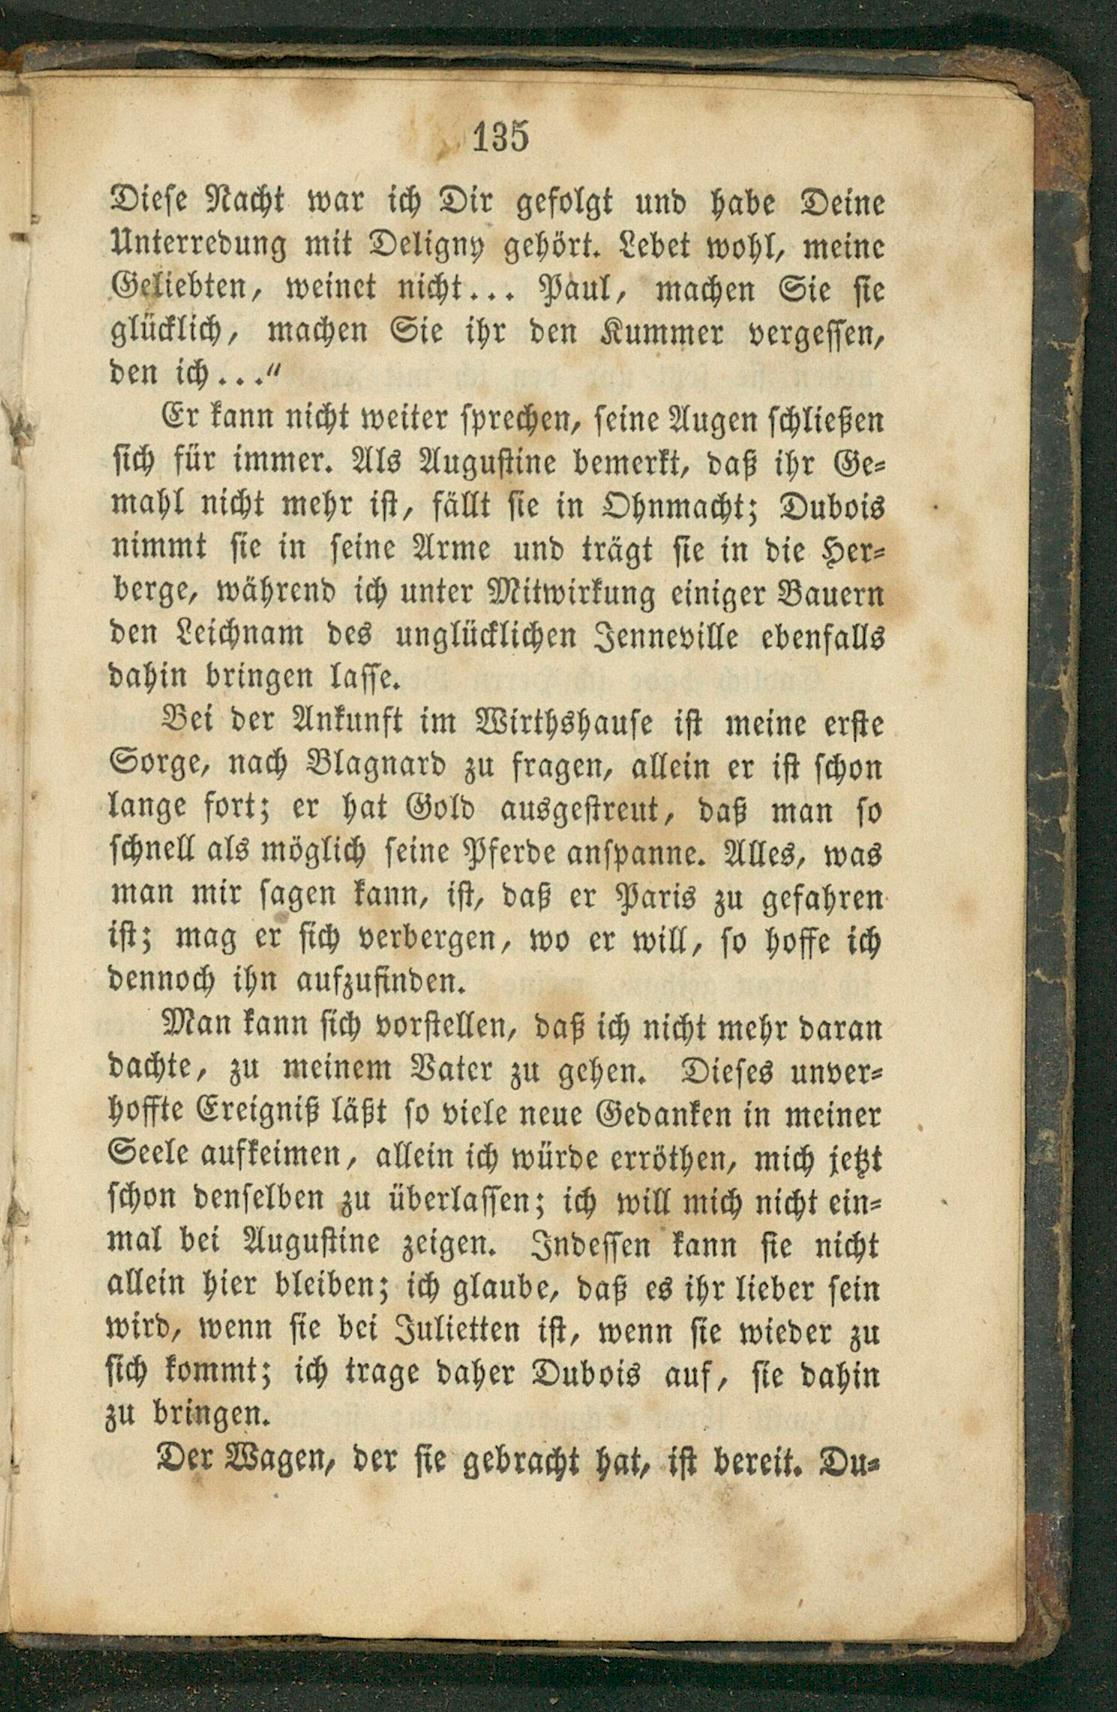 135
Diese Nacht war ich Dir gefolgt und habe Deine
Unterredung mit Deligny gehört. Lebet wohl, meine
Geliebten, weinet nicht... Paul, machen Sie sie
glücklich, machen Sie ihr den Kummer vergessen,
den ich..."
Er kann nicht weiter sprechen, seine Augen schließen
sich für immer. Als Augustine bemerkt, daß ihr Ge-
mahl nicht mehr ist, fällt sie in Ohnmacht; Dubois
nimmt sie in seine Arme und trägt sie in die Her-
berge, während ich unter Mitwirkung einiger Bauern
den Leichnam des unglücklichen Jenneville ebenfalls
dahin bringen lasse.
Bei der Ankunft im Wirthshause ist meine erste
Sorge, nach Blagnard zu fragen, allein er ist schon
lange fort; er hat Gold ausgestreut, daß man so
schnell als möglich seine Pferde anspanne. Alles, was
man mir sagen kann, ist, daß er Paris zu gefahren
ist; mag er sich verbergen, wo er will, so hoffe ich
dennoch ihn aufzufinden.
Man kann sich vorstellen, daß ich nicht mehr daran
dachte, zu meinem Vater zu gehen. Dieses unver-
hoffte Ereigniß läßt so viele neue Gedanken in meiner
Seele aufkeimen, allein ich würde erröthen, mich jetzt
schon denselben zu überlassen; ich will mich nicht ein-
mal bei Augustine zeigen. Indessen kann sie nicht
allein hier bleiben; ich glaube, daß es ihr lieber sein
wird, wenn sie bei Julietten ist, wenn sie wieder zu
sich kommt; ich trage daher Dubois auf, sie dahin
zu bringen.
Der Wagen, der sie gebracht hat, ist bereit. Du-